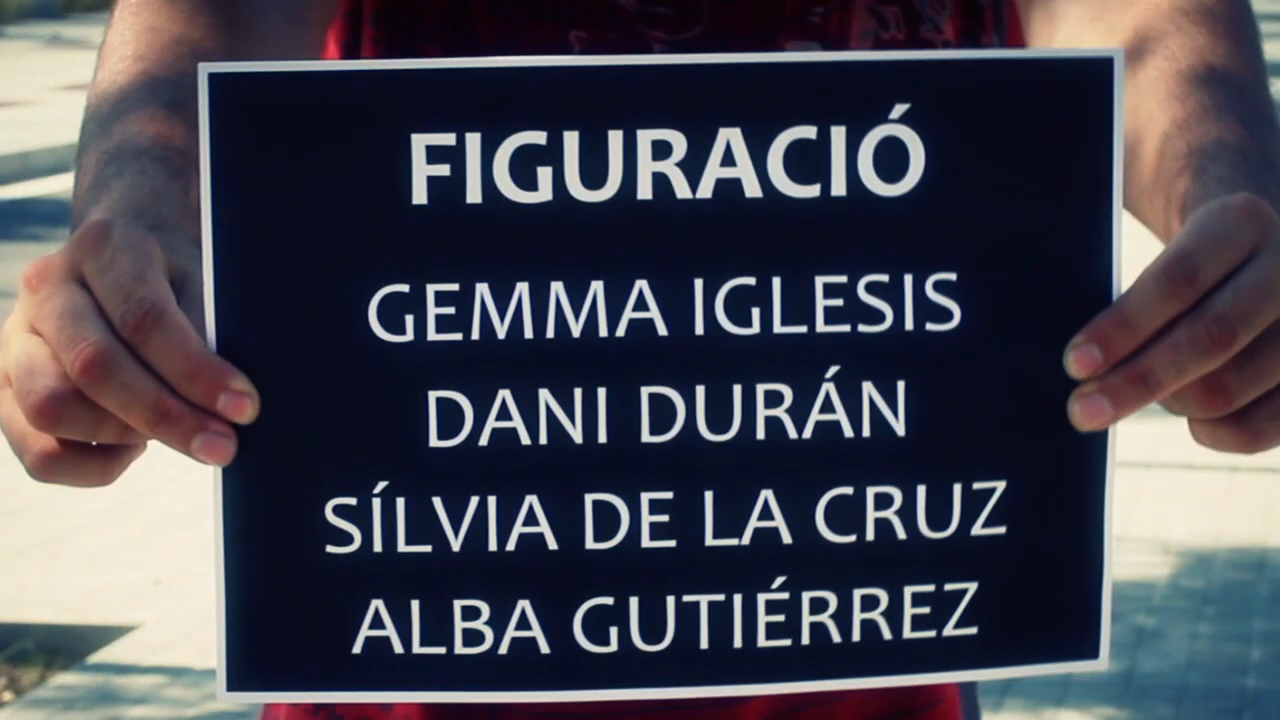 FIGURACIÓ
GEMMA IGLESIS
DANI DURÁN
SÍLVIA DE LA CRUZ
ALBA GUTIÉRREZ